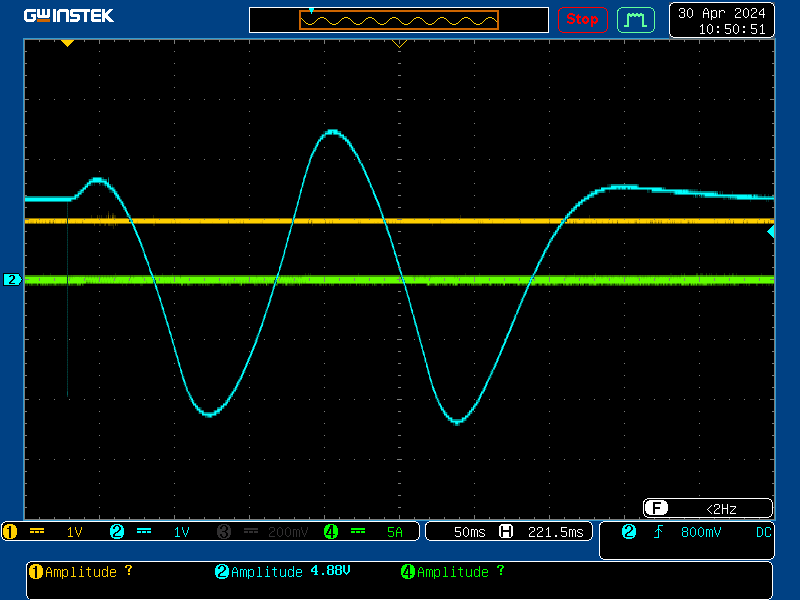 GWINSTEK Stop 30 Apr 2024
10:50:51
2
F <2Hz
1 1V 2 1V 3 200mV 4 5A 50ms H 221.5ms 2 800mV DC
1 Amplitude ? 2 Amplitude 4.88V 4 Amplitude ?